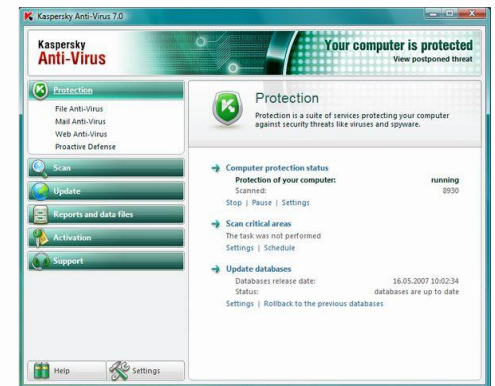 Kaspersky Anti-Virus 7.0
Kaspersky
Anti-Virus
Your computer is protected
View postponed threat
Protection
File Anti-Virus
Mail Anti-Virus
Web Anti-Virus
Proactive Defense
Scan
Update
Reports and data files
Activation
Support
Help
Settings
Protection
Protection is a suite of services protecting your computer
against security threats like viruses and spyware.
Computer protection status
Protection of your computer: running
Scanned: 8930
Stop | Pause | Settings
Scan critical areas
The task was not performed
Settings | Schedule
Update databases
Databases release date: 16.05.2007 10:02:34
Status: databases are up to date
Settings | Rollback to the previous databases